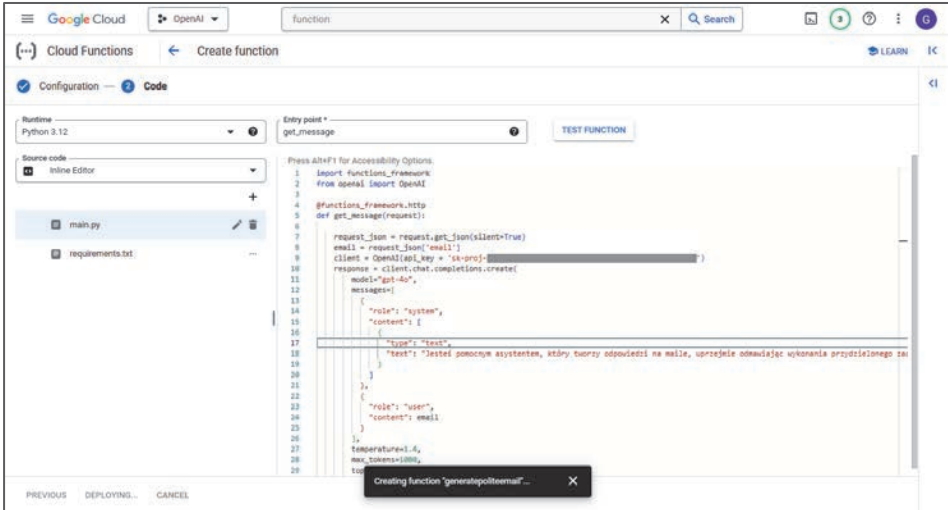 Google Cloud
OpenAI
function
Search
3
G
Cloud Functions
Create function
LEARN
Configuration
2 Code
Runtime
Python 3.12
Entry point *
get_message
TEST FUNCTION
Source code
Inline Editor
main.py
requirements.txt
Press Alt+F1 for Accessibility Options.
1 import functions_framework
2 from openai import OpenAI
3
4 @functions_framework.http
5 def get_message(request):
6
7 request_json = request.get_json(silent=True)
8 email = request_json['email']
9 client = OpenAI(api_key = 'sk-proj-')
10 response = client.chat.completions.create(
11 model="gpt-4o",
12 messages=[
13 {
14 "role": "system",
15 "content": [
16 {
17 "type": "text",
18 "text": "Jesteś pomocnym asystentem, który tworzy odpowiedzi na maile, uprzejmie odmawiając wykonania przydzielonego
19 }
20 ]
21 },
22 {
23 "role": "user",
24 "content": email
25 }
26 ],
27 temperature=1.4,
28 max_tokens=1000,
29 top
Creating function "generatepoliteemail"...
PREVIOUS
DEPLOYING...
CANCEL